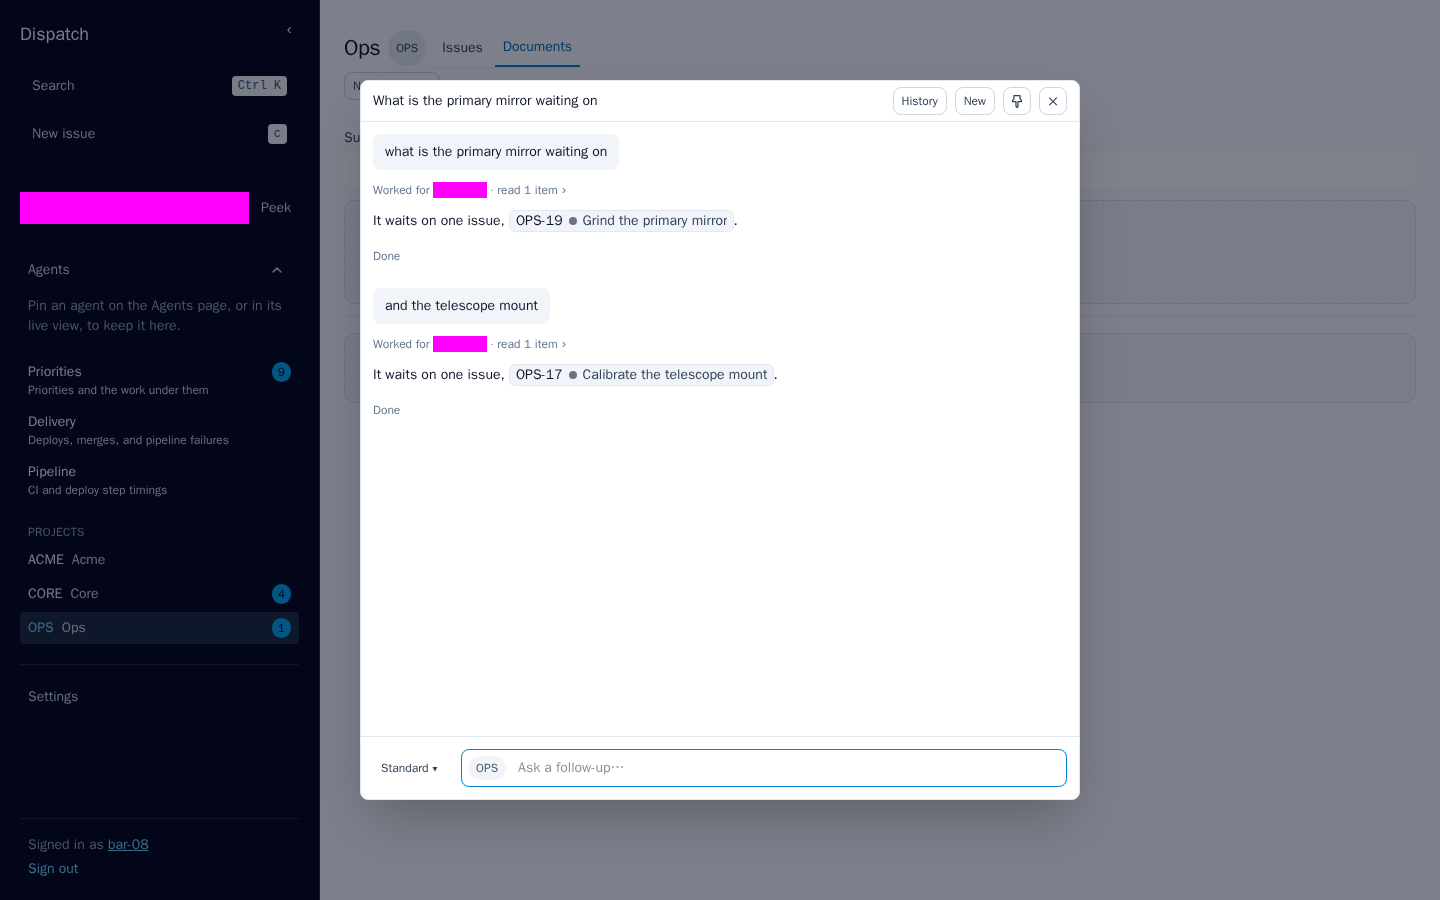 Dispatch
Search
Ctrl K
New issue
C
Peek
Agents
Pin an agent on the Agents page, or in its
live view, to keep it here.
Priorities
9
Priorities and the work under them
Delivery
Deploys, merges, and pipeline failures
Pipeline
CI and deploy step timings
PROJECTS
ACME Acme
CORE Core
4
OPS Ops
1
Settings
Signed in as bar-08
Sign out
Ops OPS Issues Documents
What is the primary mirror waiting on
History
New
what is the primary mirror waiting on
Worked for · read 1 item ›
It waits on one issue, OPS-19 Grind the primary mirror.
Done
and the telescope mount
Worked for · read 1 item ›
It waits on one issue, OPS-17 Calibrate the telescope mount.
Done
Standard ▾
OPS Ask a follow-up···